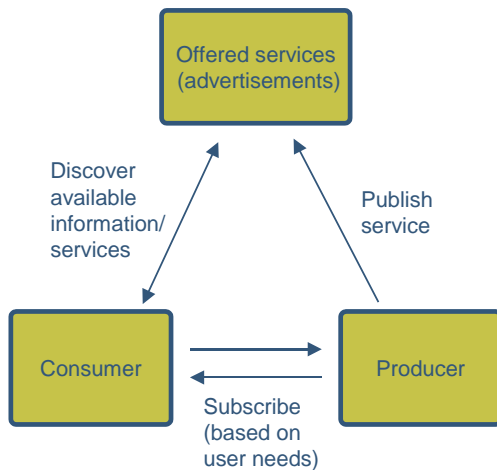 Offered services
(advertisements)
Discover
available
information/
services
Publish
service
Consumer
Producer
Subscribe
(based on
user needs)